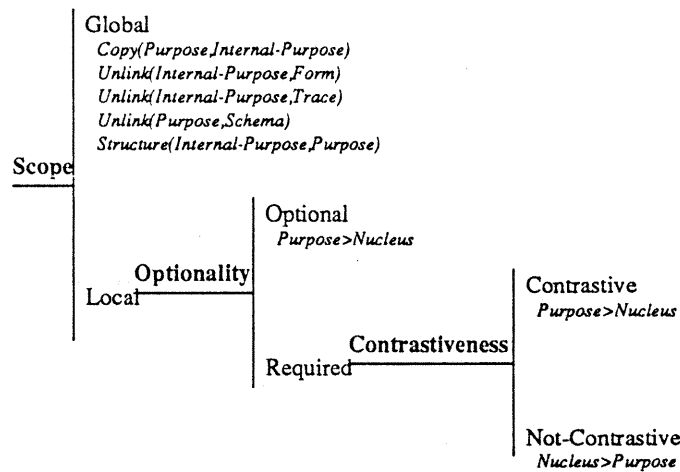 Global
Copy(Purpose,Internal-Purpose)
Unlink(Internal-Purpose,Form)
Unlink(Internal-Purpose,Trace)
Unlink(Purpose,Schema)
Structure(Internal-Purpose,Purpose)
Scope
Optional
Purpose>Nucleus
Optionality
Local
Contrastive
Purpose>Nucleus
Contrastiveness
Required
Not-Contrastive
Nucleus>Purpose